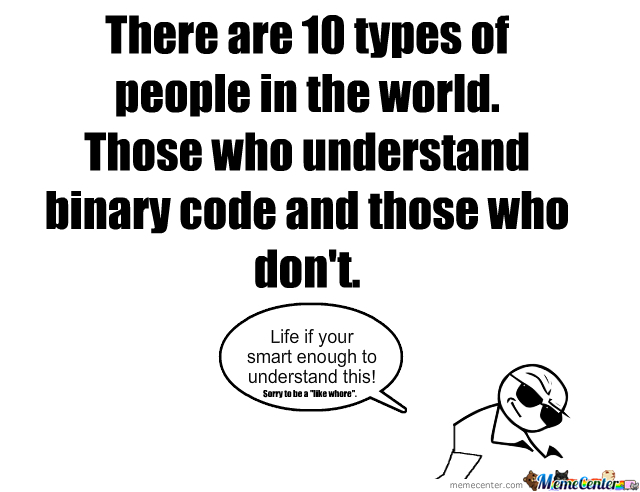 There are 10 types of
people in the world.
Those who understand
binary code and those who
don't.
Life if your
smart enough to
understand this!
Sorry to be a "like whore".
memecenter.com MemeCenter